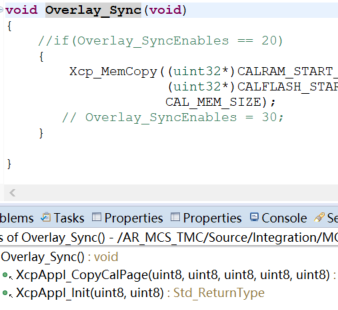 void Overlay_Sync(void)
{
//if(Overlay_SyncEnables == 20)
{
Xcp_MemCopy((uint32*)CALRAM_START_
(uint32*)CALFLASH_STAR
CAL_MEM_SIZE);
// Overlay_SyncEnables = 30;
}
}
<
blems Tasks Properties Properties Console Se
s of Overlay_Sync() - /AR_MCS_TMC/Source/Integration/MC
Overlay_Sync() : void
XcpAppl_CopyCalPage(uint8, uint8, uint8, uint8, uint8) :
XcpAppl_Init(uint8, uint8) : Std_ReturnType